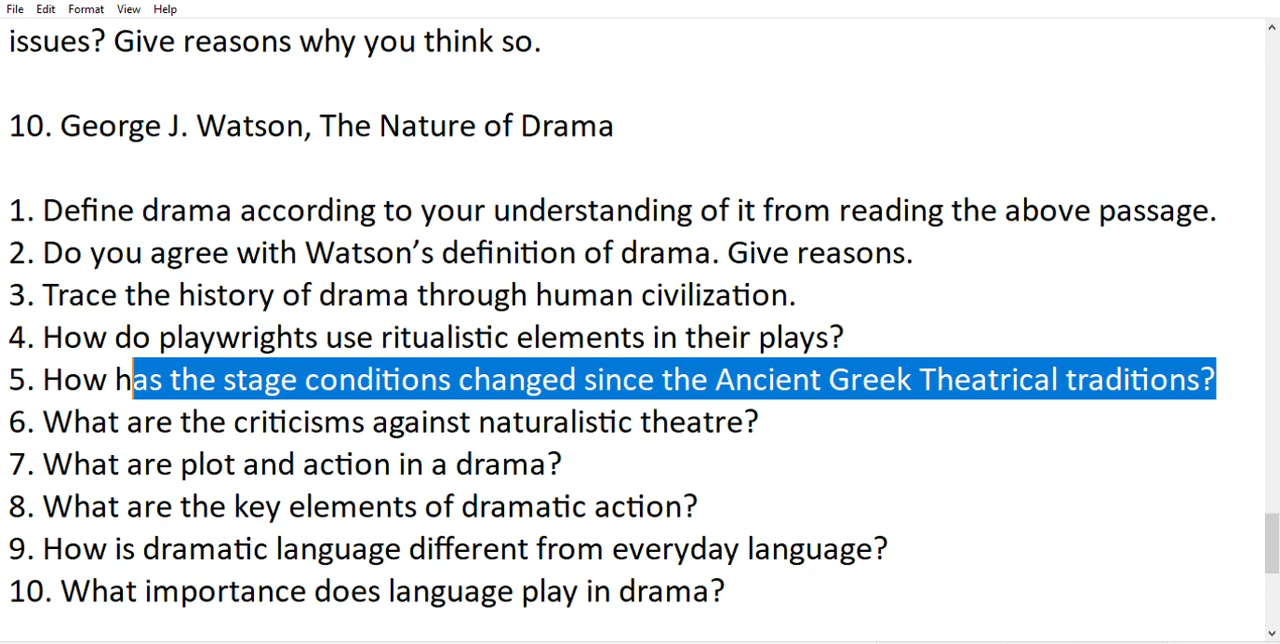 File Edit Format View Help
issues? Give reasons why you think so.
10. George J. Watson, The Nature of Drama
1. Define drama according to your understanding of it from reading the above passage.
2. Do you agree with Watson’s definition of drama. Give reasons.
3. Trace the history of drama through human civilization.
4. How do playwrights use ritualistic elements in their plays?
5. How has the stage conditions changed since the Ancient Greek Theatrical traditions?
6. What are the criticisms against naturalistic theatre?
7. What are plot and action in a drama?
8. What are the key elements of dramatic action?
9. How is dramatic language different from everyday language?
10. What importance does language play in drama?